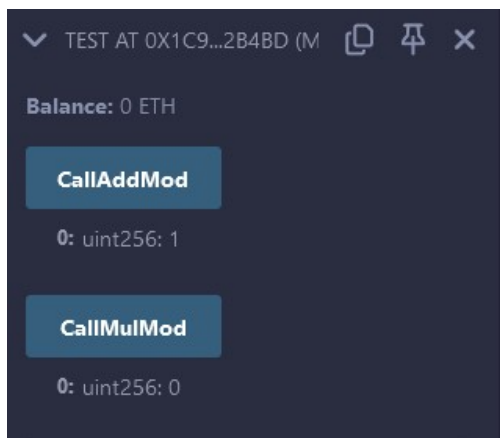 TEST AT 0X1C9...2B4BD (M
Balance: 0 ETH
CallAddMod
0: uint256: 1
CallMulMod
0: uint256: 0